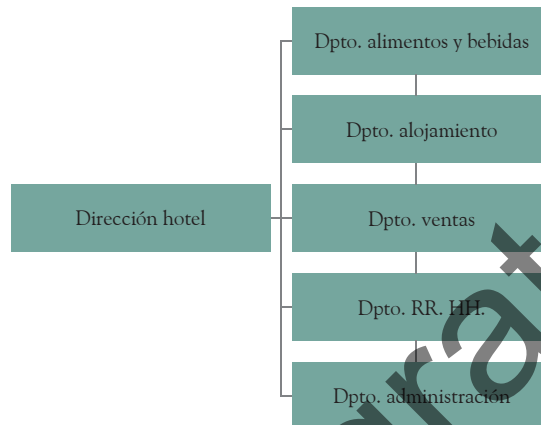 Dpto. alimentos y bebidas
Dpto. alojamiento
Dirección hotel
Dpto. ventas
Dpto. RR. HH.
Dpto. administración